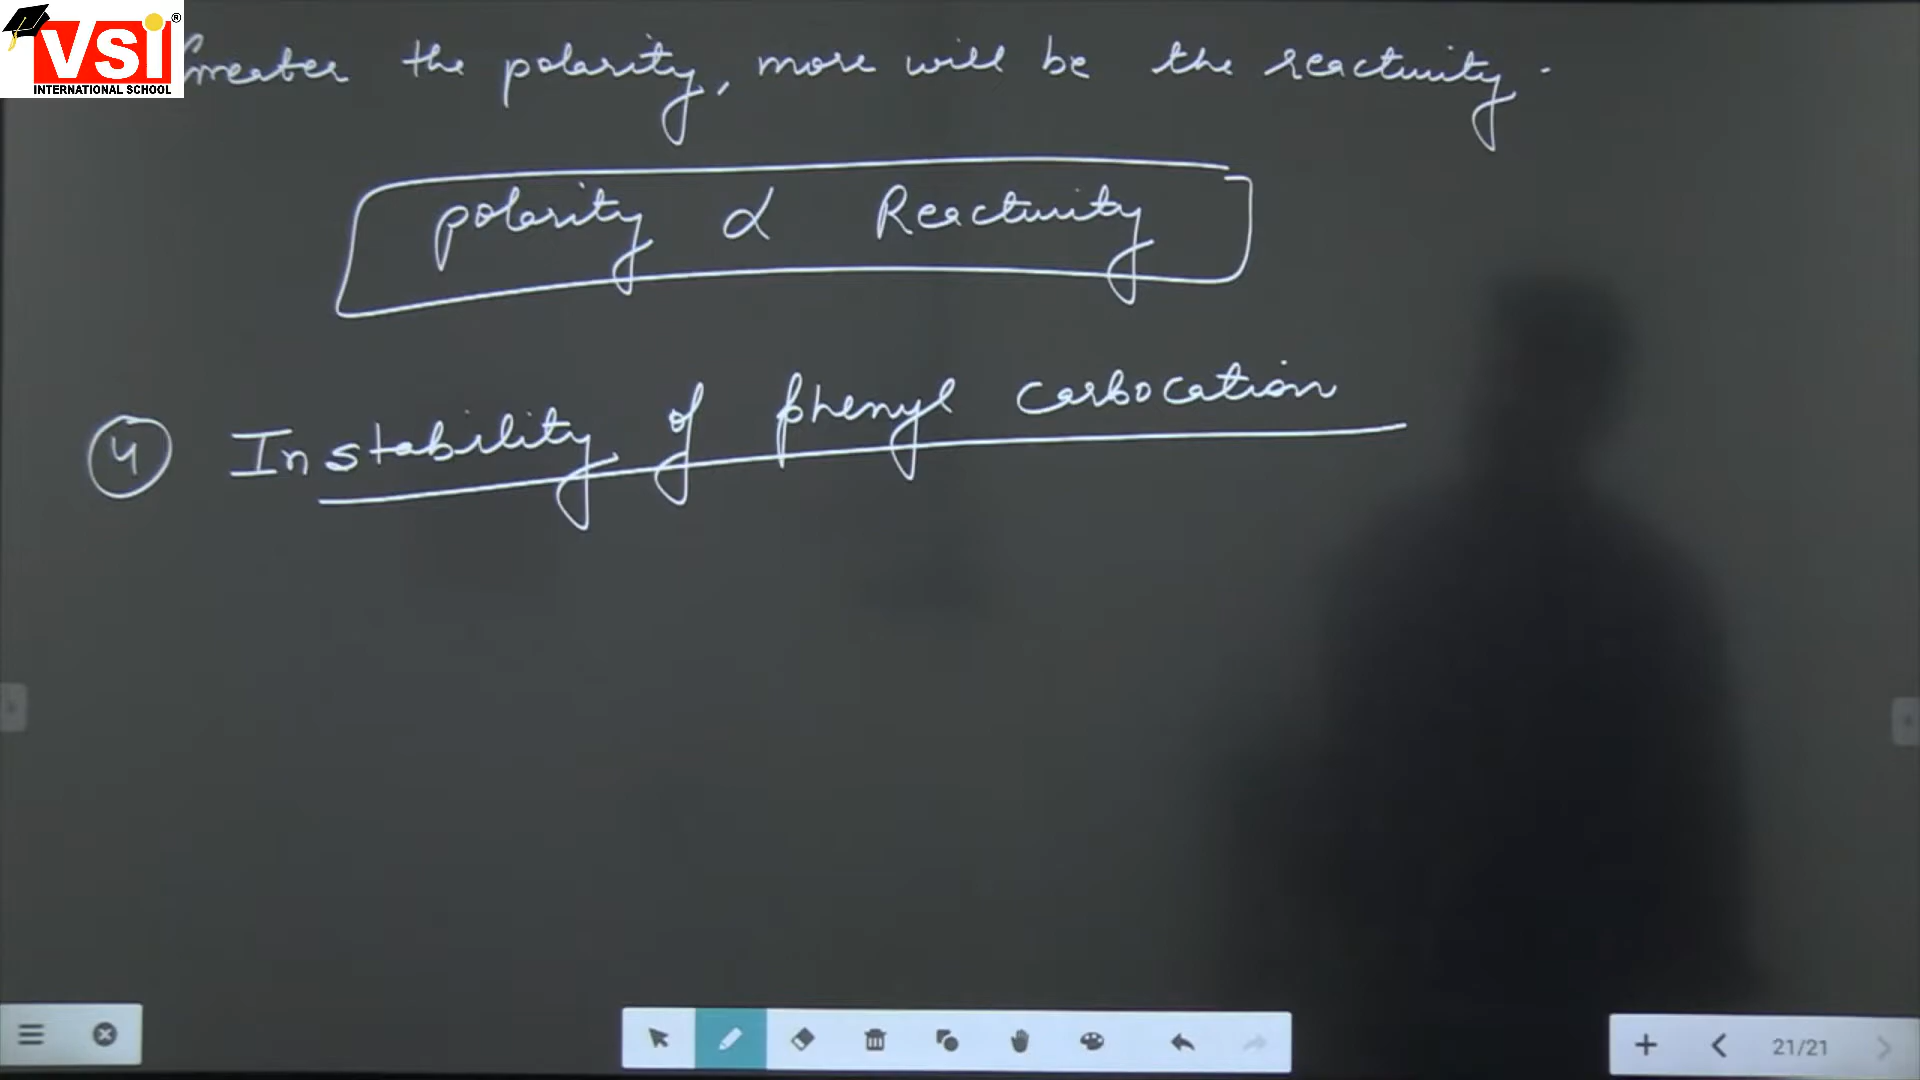 VSI®
INTERNATIONAL SCHOOL
Greater the polarity, more will be the reactivity.
polarity α Reactivity
4 Instability of phenyl carbocation
21/21